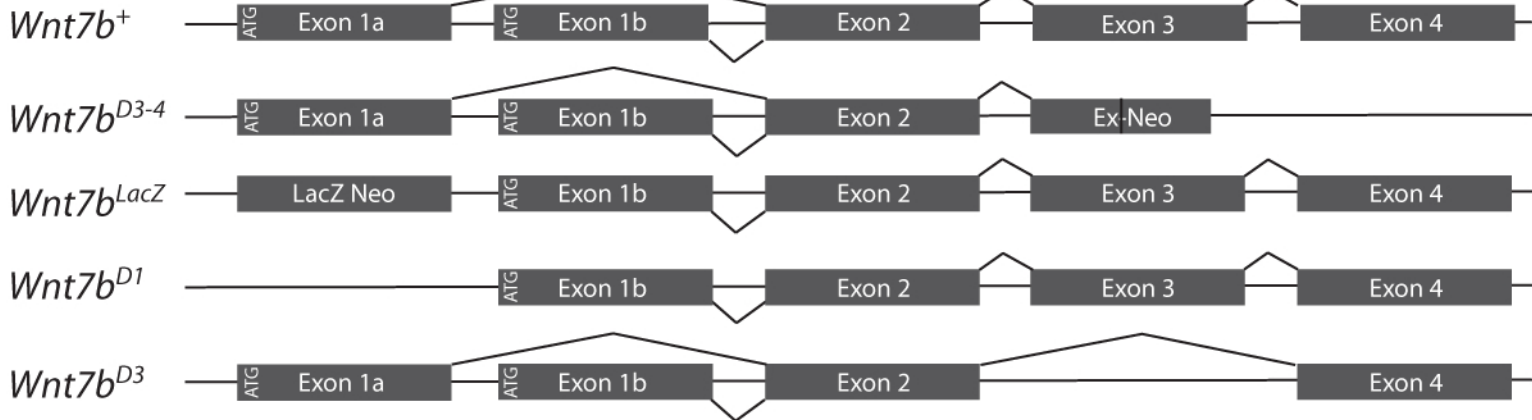 Wnt7b+ ATG Exon 1a ATG Exon 1b Exon 2 Exon 3 Exon 4
Wnt7bD3-4 ATG Exon 1a ATG Exon 1b Exon 2 Ex-Neo
Wnt7bLacZ LacZ Neo ATG Exon 1b Exon 2 Exon 3 Exon 4
Wnt7bD1 ATG Exon 1b Exon 2 Exon 3 Exon 4
Wnt7bD3 ATG Exon 1a ATG Exon 1b Exon 2 Exon 4